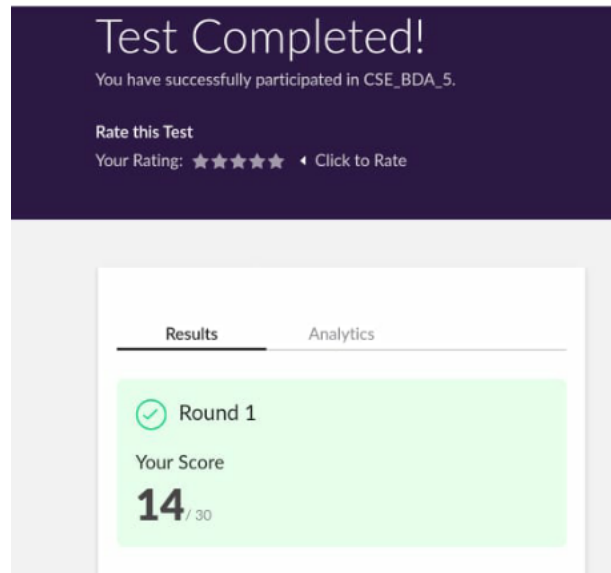 Test Completed!
You have successfully participated in CSE_BDA_5.
Rate this Test
Your Rating: ★★★★★ ◂ Click to Rate
Results Analytics
Round 1
Your Score
14/ 30